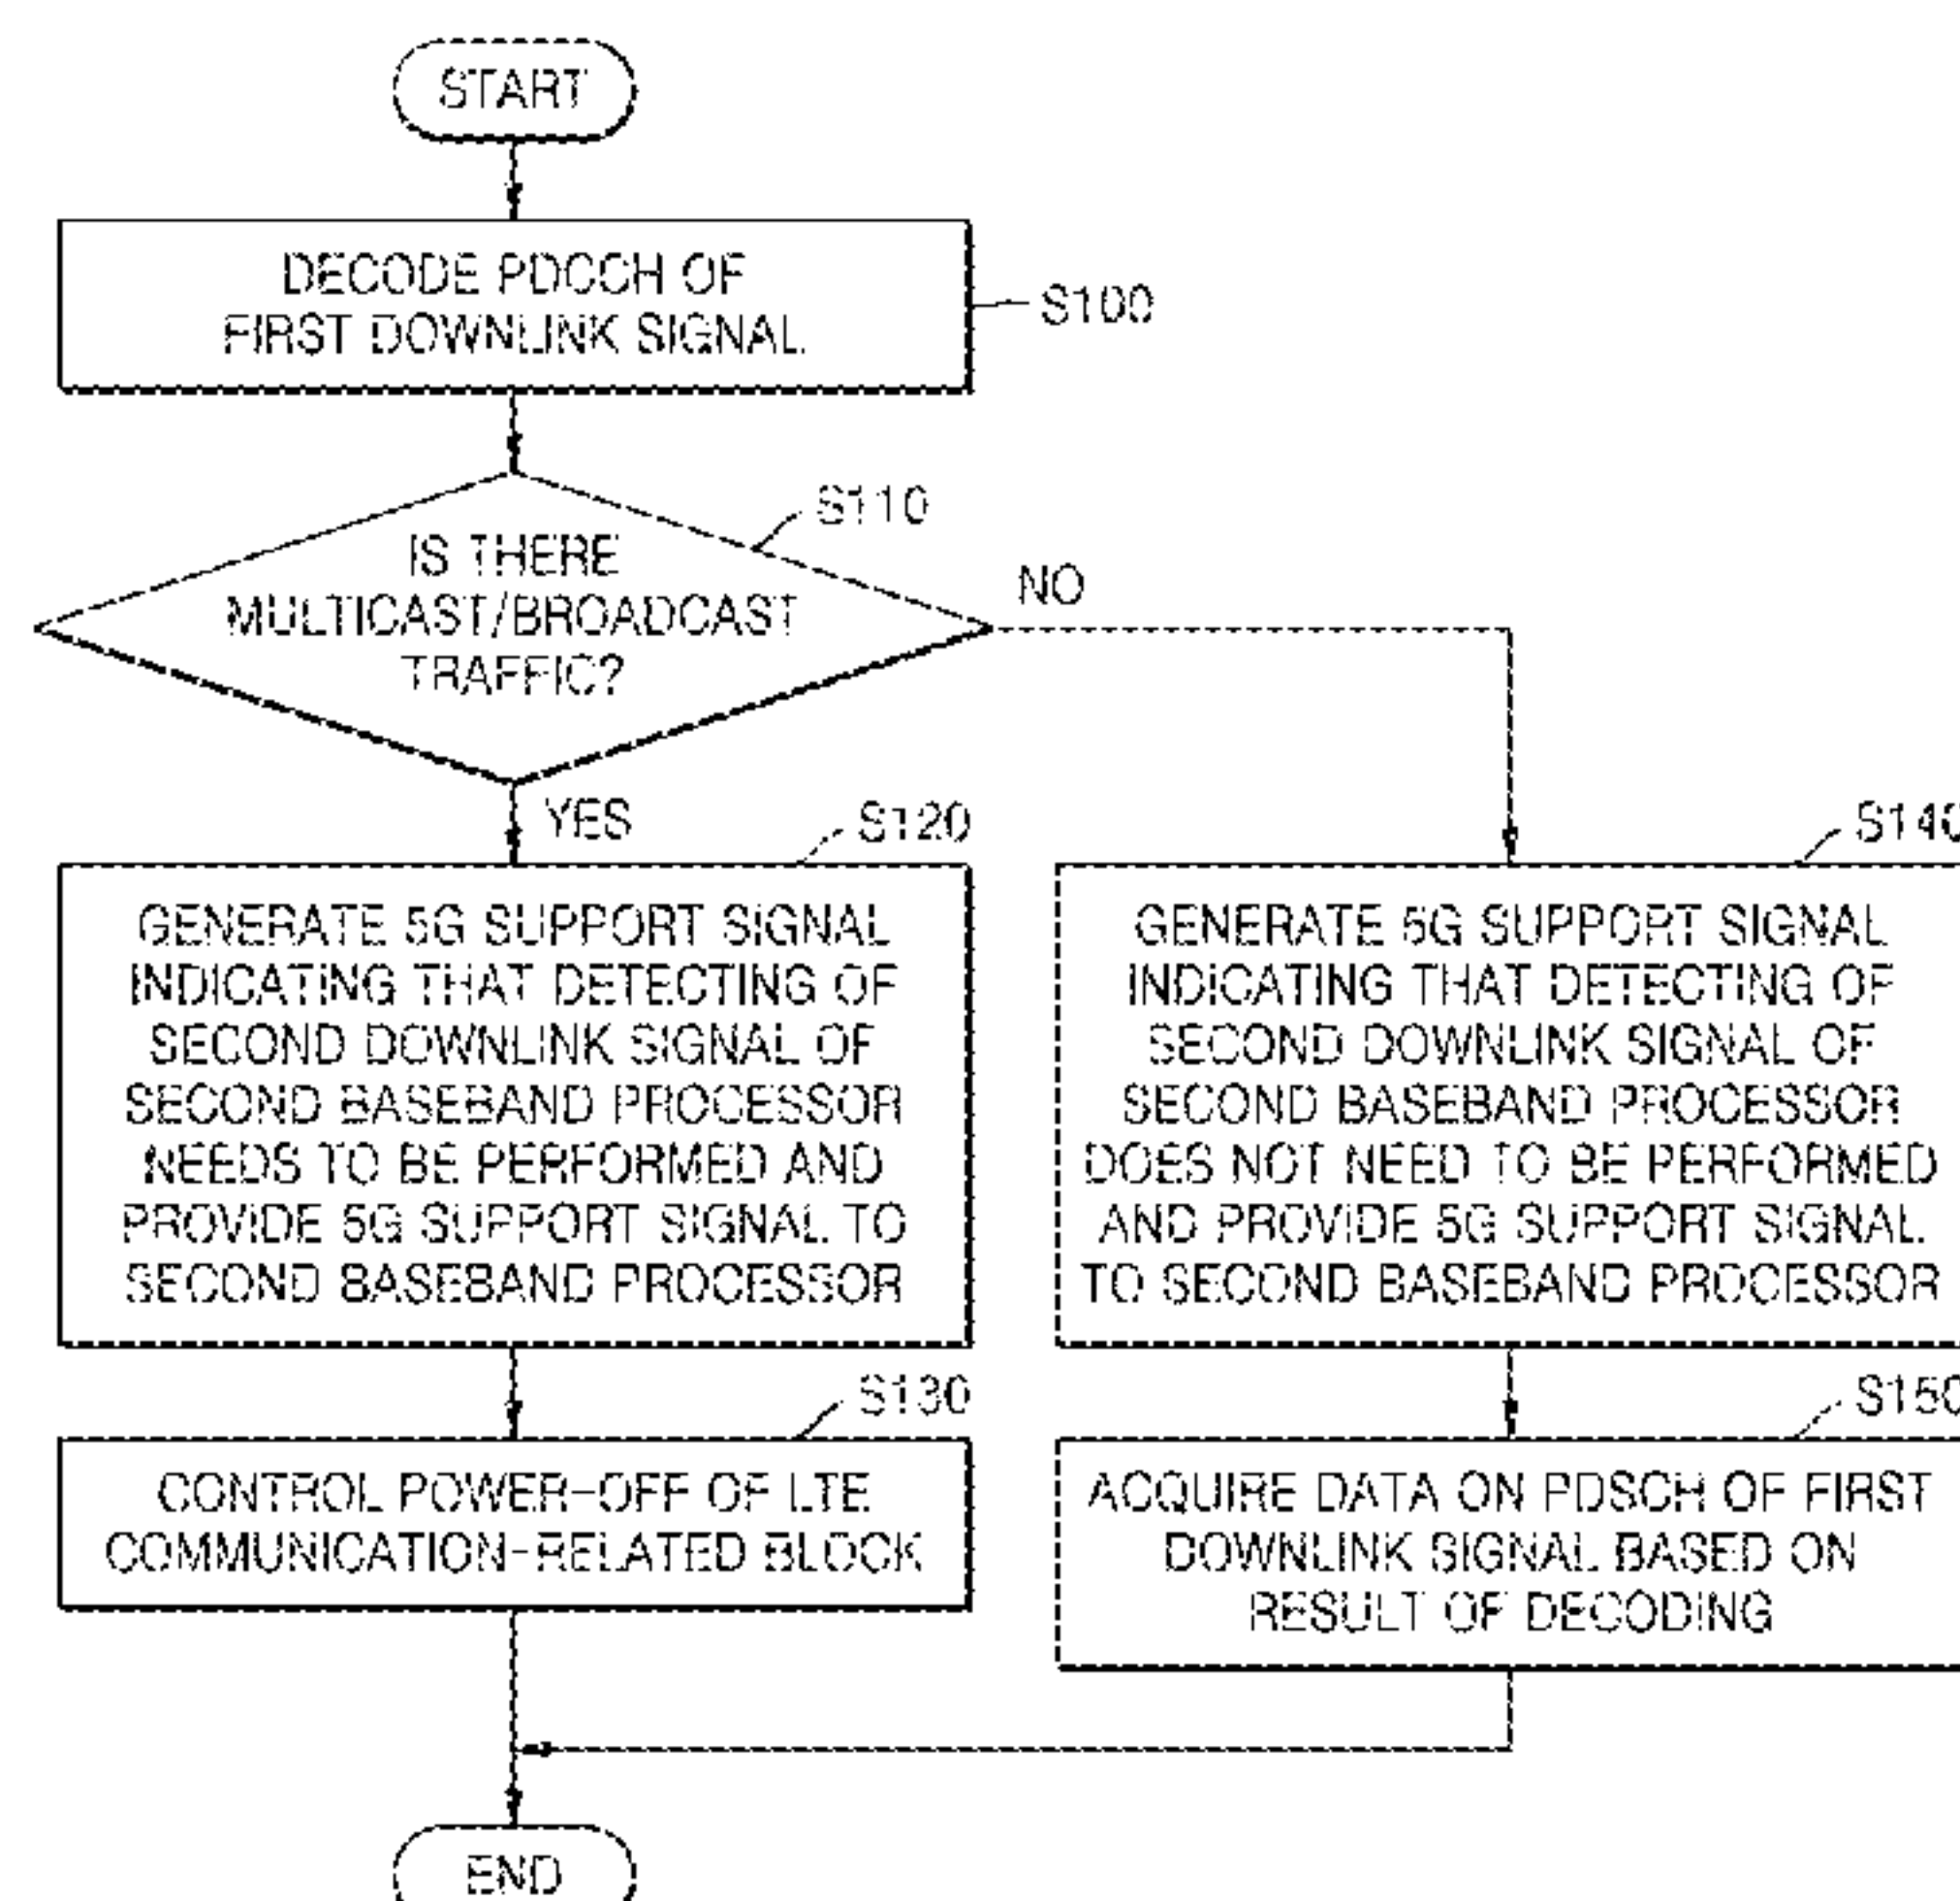 START
DECODE PDCCH OF
FIRST DOWNLINK SIGNAL
S100
S110
IS THERE
MULTICAST/BROADCAST
TRAFFIC?
NO
YES
S120
GENERATE 5G SUPPORT SIGNAL
INDICATING THAT DETECTING OF
SECOND DOWNLINK SIGNAL OF
SECOND BASEBAND PROCESSOR
NEEDS TO BE PERFORMED AND
PROVIDE 5G SUPPORT SIGNAL TO
SECOND BASEBAND PROCESSOR
S140
GENERATE 5G SUPPORT SIGNAL
INDICATING THAT DETECTING OF
SECOND DOWNLINK SIGNAL OF
SECOND BASEBAND PROCESSOR
DOES NOT NEED TO BE PERFORMED
AND PROVIDE 5G SUPPORT SIGNAL
TO SECOND BASEBAND PROCESSOR
S130
CONTROL POWER-OFF OF LTE
COMMUNICATION-RELATED BLOCK
S150
ACQUIRE DATA ON PDSCH OF FIRST
DOWNLINK SIGNAL BASED ON
RESULT OF DECODING
END